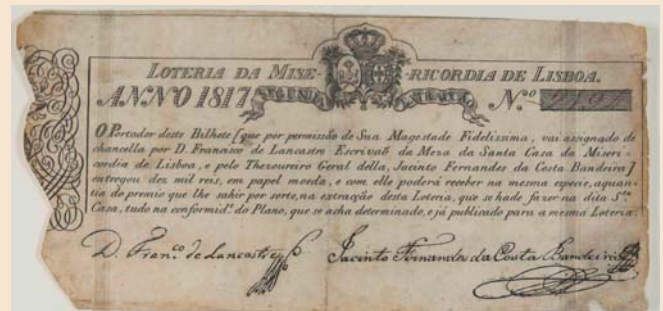 LOTERIA DA MISE- -RICORDIA DE LISBOA.
ANNO 1817 SEGUNDA EXTRACÇÃO N.º
O Portador deste Bilhete [que por permissão de Sua Magestade Fidelissima, vai assignado de
chancella por D. Francisco de Lancastre Escrivaõ da Meza da Santa Casa da Miseri-
cordia de Lisboa, e pelo Thezoureiro Geral della, Jacinto Fernandes da Costa Bandeira]
entregou dez mil reis, em papel moeda, e com elle poderá receber na mesma especie, aquan-
tia do premio que lhe sahir por sorte, na extracção desta Loteria, que se hade fazer na dita S.ta
Casa, tudo na conformid.e do Plano, que se acha determinado, e já publicado para a mesma Loteria.
D. Fran.co de Lancastre Jacinto Fernandes da Costa Bandeira